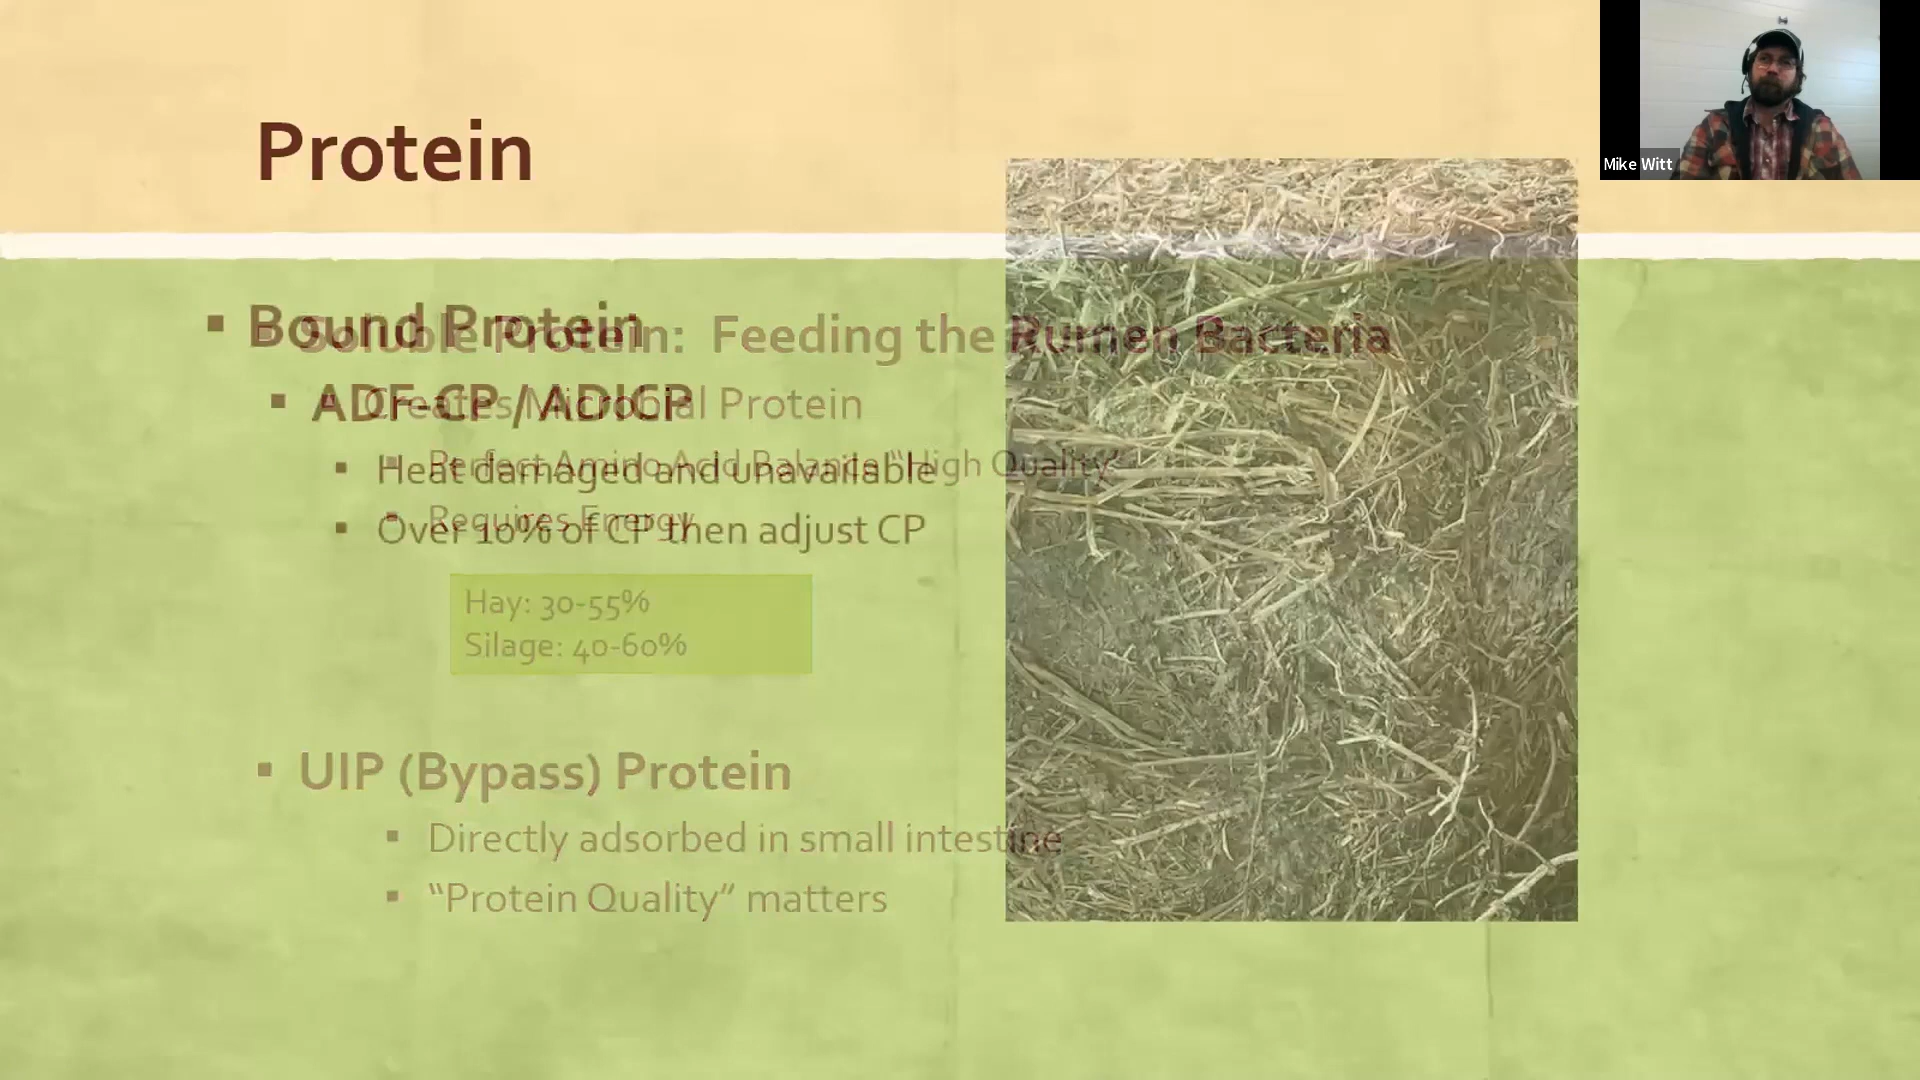 Protein
Mike Witt
▪ Bound Protein
▪ ADF-CP / ADICP
▪ Heat damaged and unavailable
▪ Over 10% of CP then adjust CP
▪ Soluble Protein: Feeding the Rumen Bacteria
▪ Creates Microbial Protein
▪ Perfect Amino Acid Balance "High Quality"
▪ Requires Energy
Hay: 30-55%
Silage: 40-60%
▪ UIP (Bypass) Protein
▪ Directly adsorbed in small intestine
▪ “Protein Quality” matters